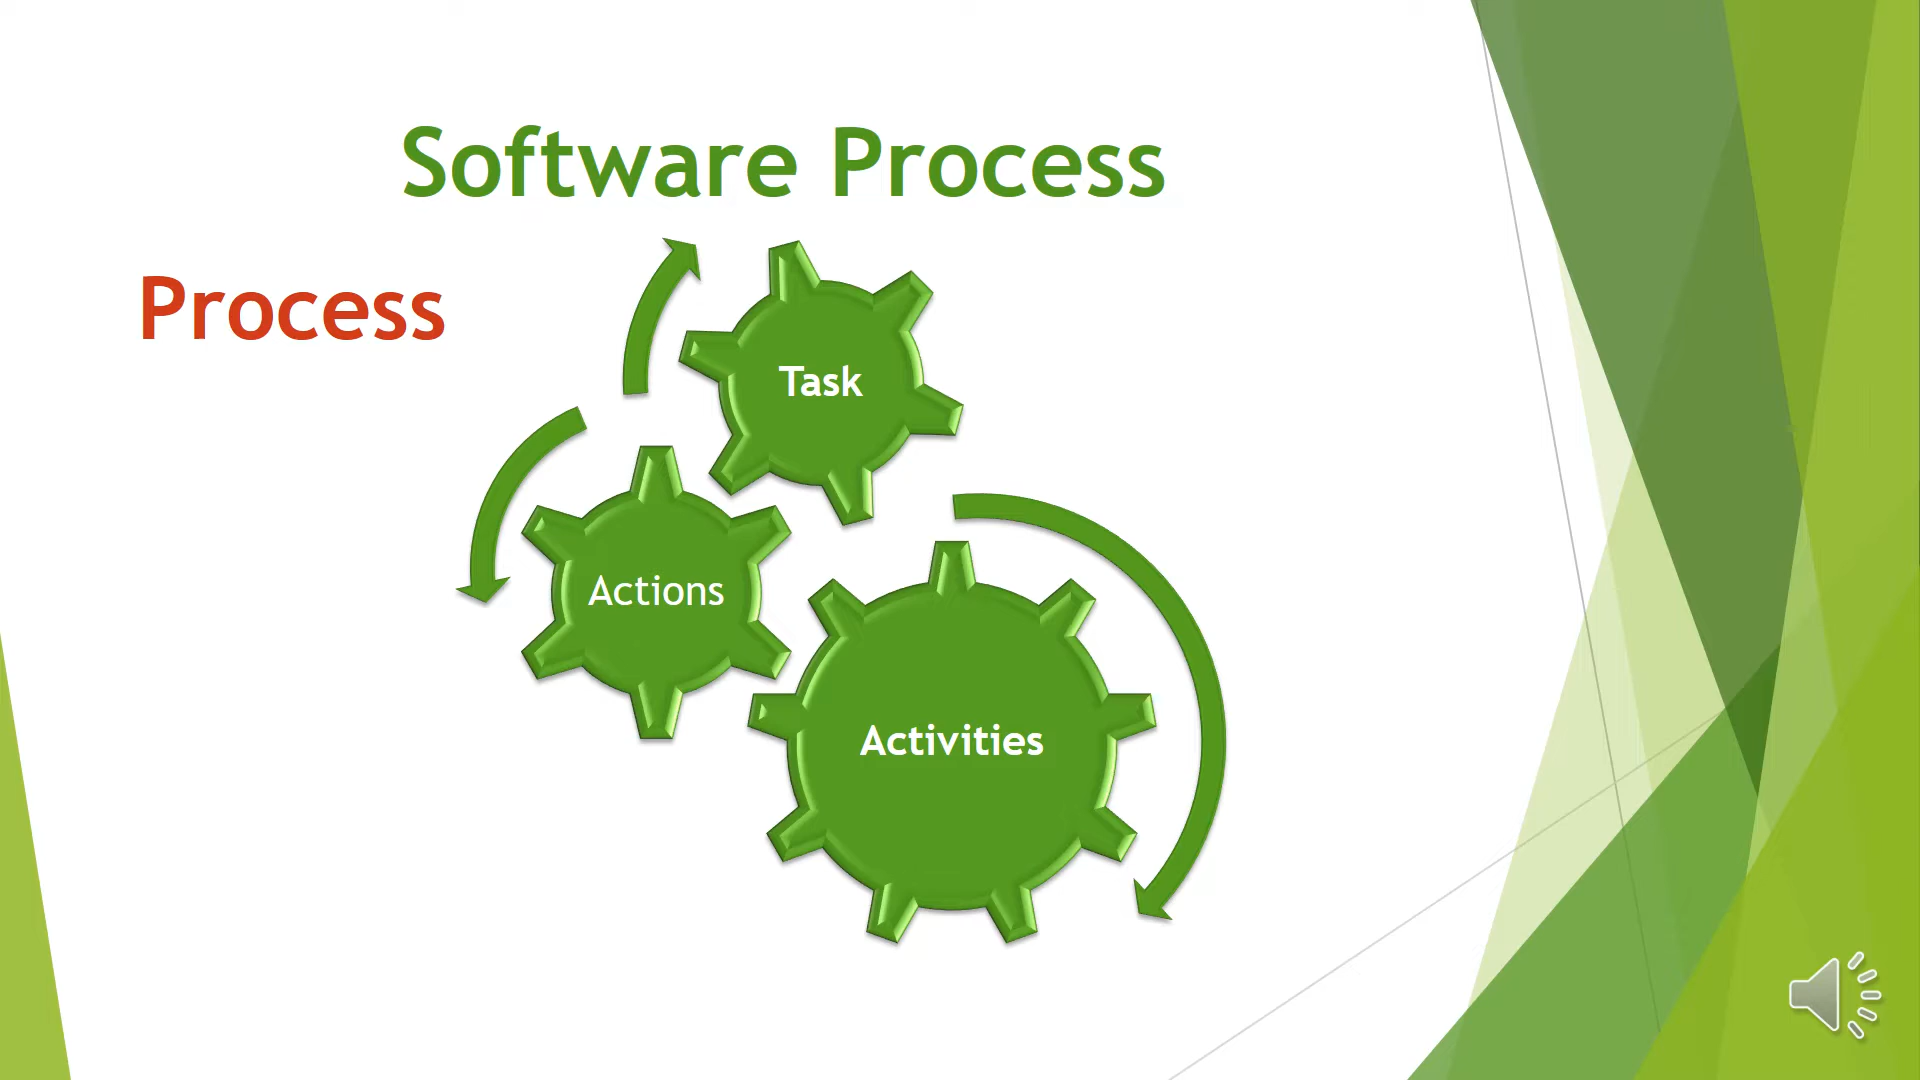 Software Process
Process
Task
Actions
Activities